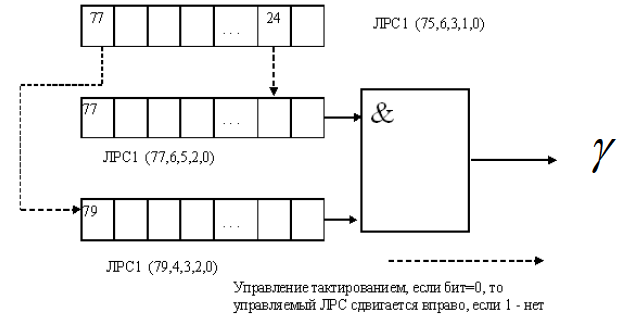 77 ... 24
ЛРС1 (75,6,3,1,0)
77 ...
&
ЛРС1 (77,6,5,2,0)
γ
79 ...
ЛРС1 (79,4,3,2,0)
Управление тактированием, если бит=0, то
управляемый ЛРС сдвигается вправо, если 1 - нет